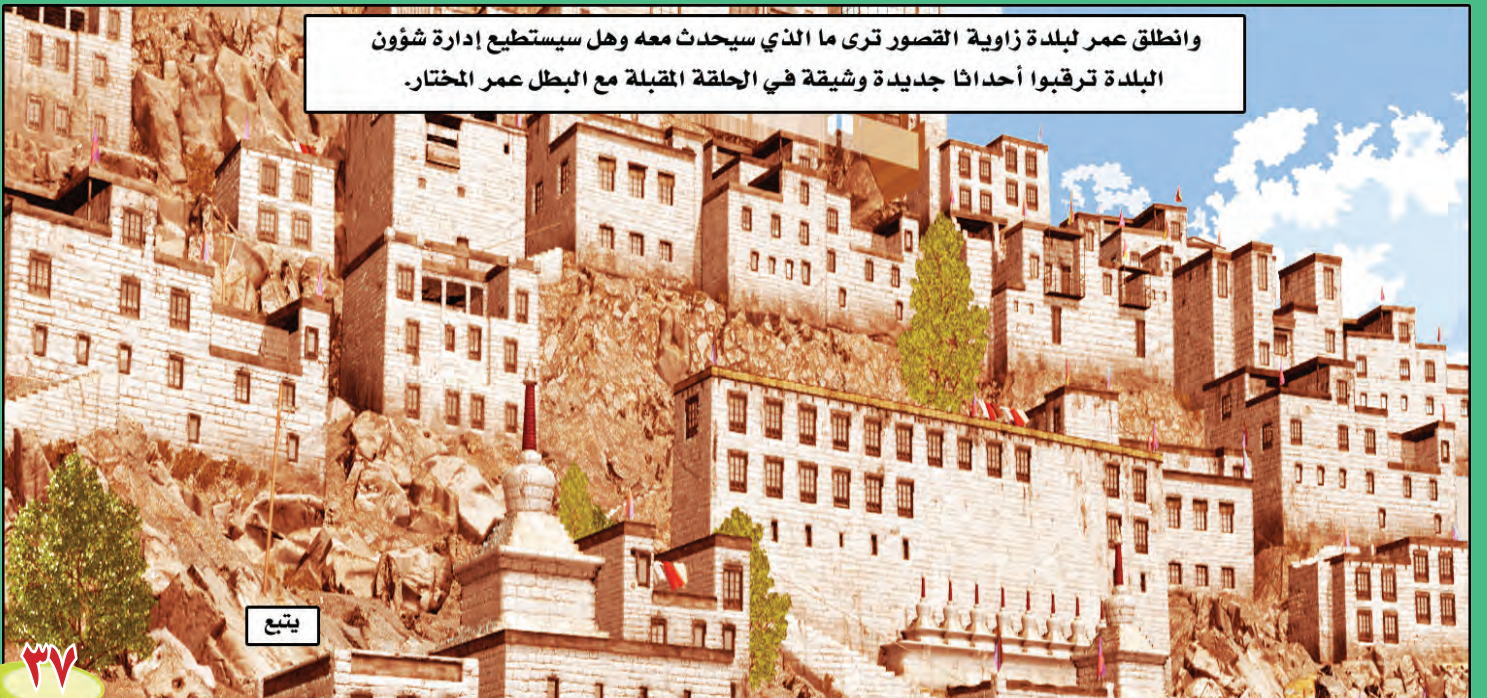 وانطلق عمر لبلدة زاوية القصور ترى ما الذي سيحدث معه وهل سيستطيع إدارة شؤون
البلدة ترقبوا أحداثا جديدة وشيقة في الحلقة المقبلة مع البطل عمر المختار.
يتبع
٣٧